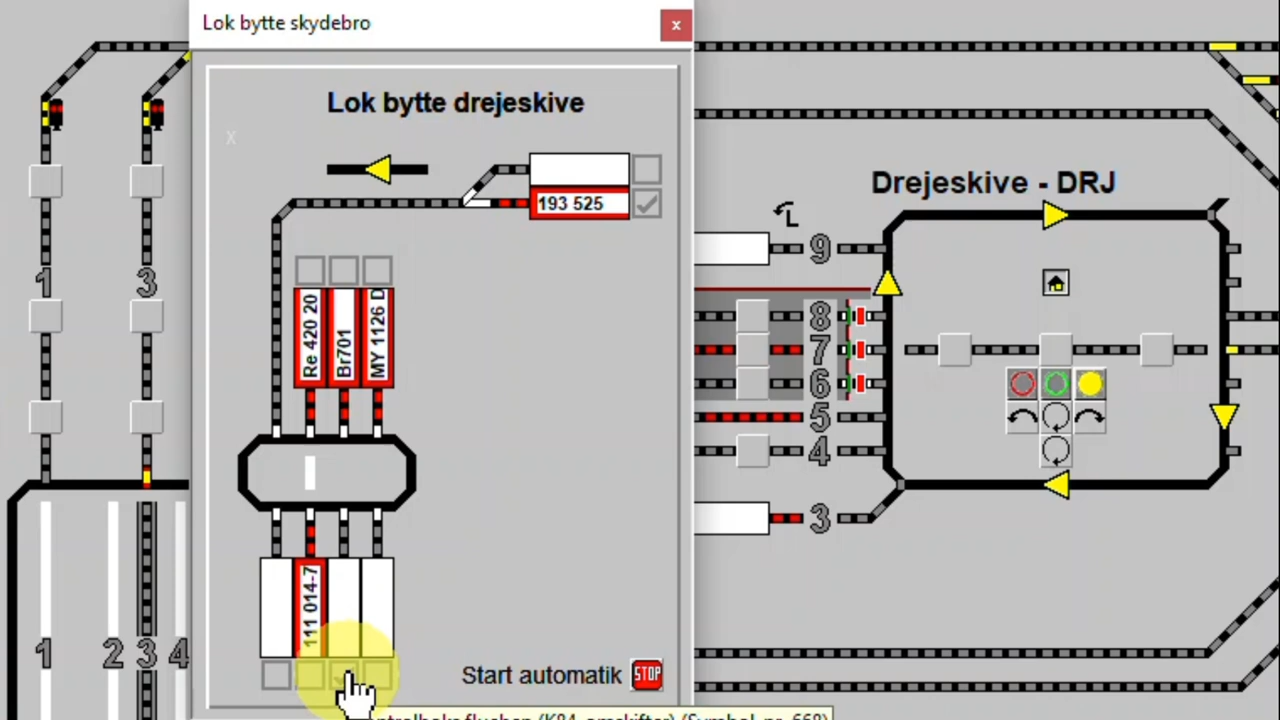 Lok bytte skydebro
x
Lok bytte drejeskive
X
193 525
Re 420 20
Br701
MY 1126 D
111 014-7
Start automatik
STOP
1
3
1
2
3
4
Drejeskive - DRJ
L
9
8
7
6
5
4
3
(K84-omskifter) (Symbol-nr. 668)